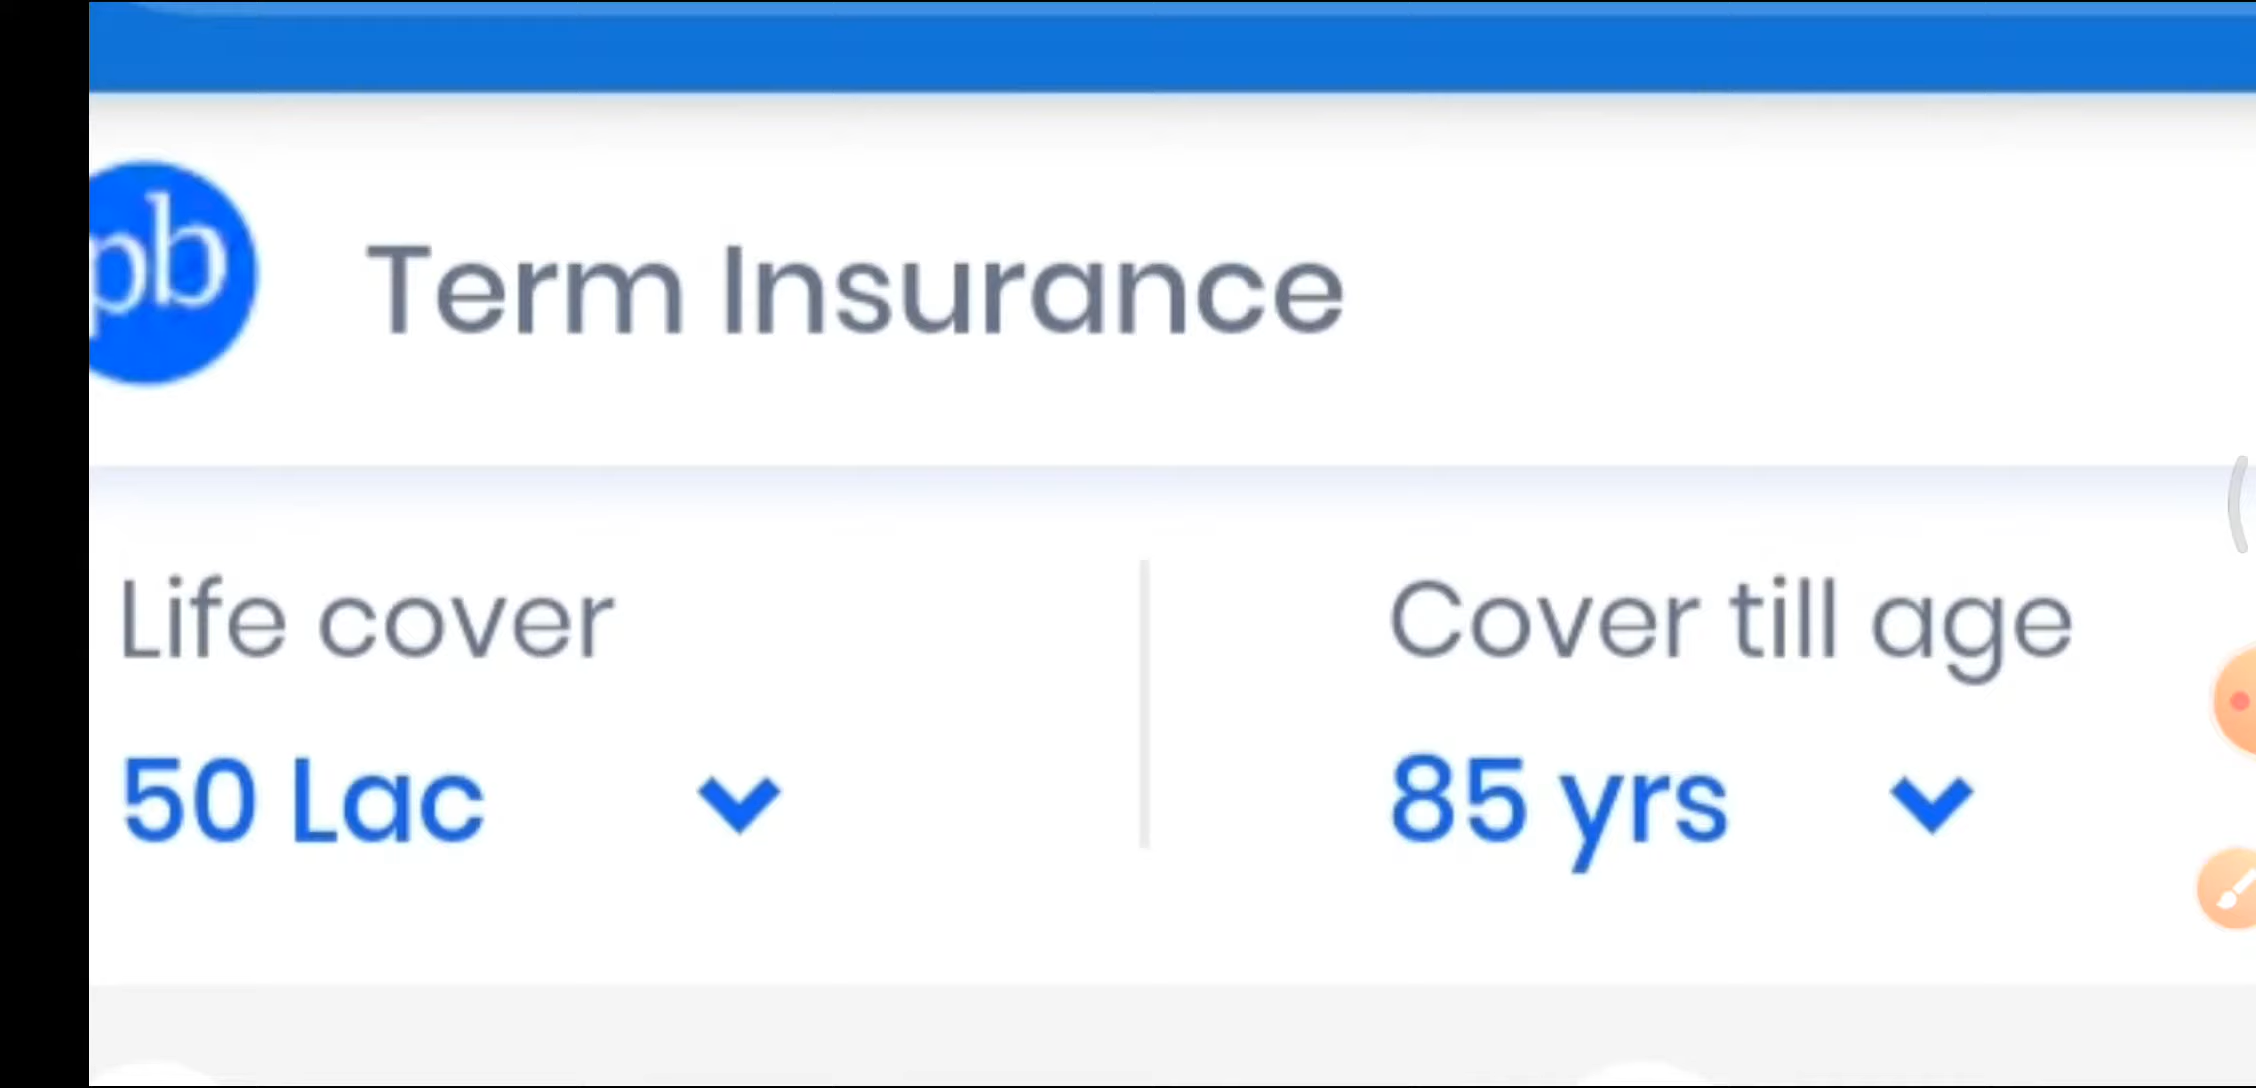 pb Term Insurance
Life cover
Cover till age
50 Lac
85 yrs